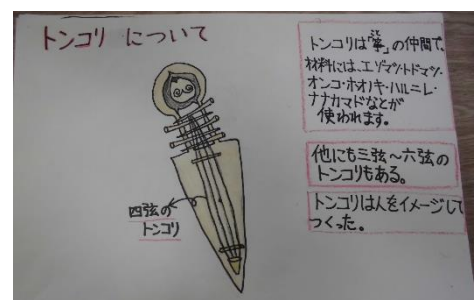 トンコリ について
トンコリは「箏」の仲間で、
材料には、エゾマツ・トドマツ・
オンコ・ホオノキ・ハルニレ・
ナナカマドなどが
使われます。
他にも三弦～六弦の
トンコリもある。
トンコリは人をイメージして
つくった。
四弦の
トンコリ